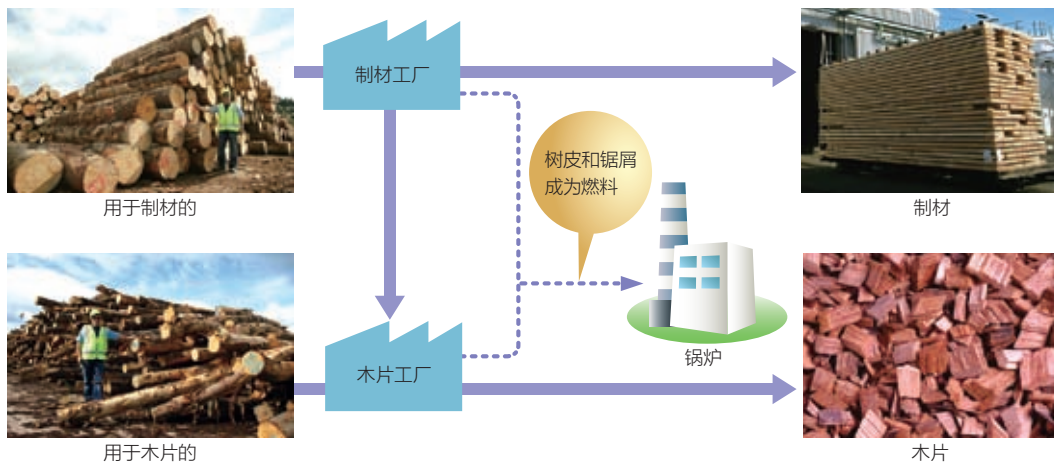 制材工厂
树皮和锯屑
成为燃料
用于制材的
制材
锅炉
木片工厂
用于木片的
木片